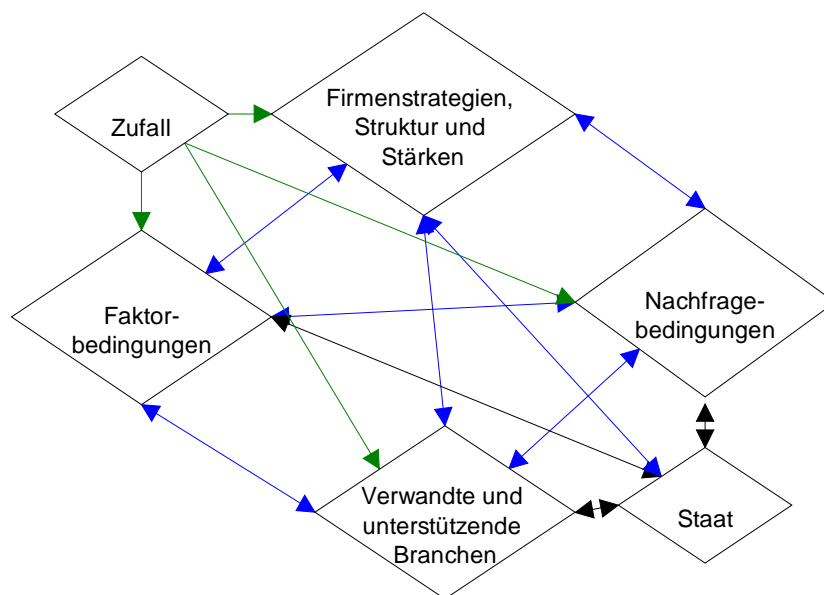 Firmenstrategien,
Struktur und
Stärken
Zufall
Faktor-
bedingungen
Nachfrage-
bedingungen
Verwandte und
unterstützende
Branchen
Staat